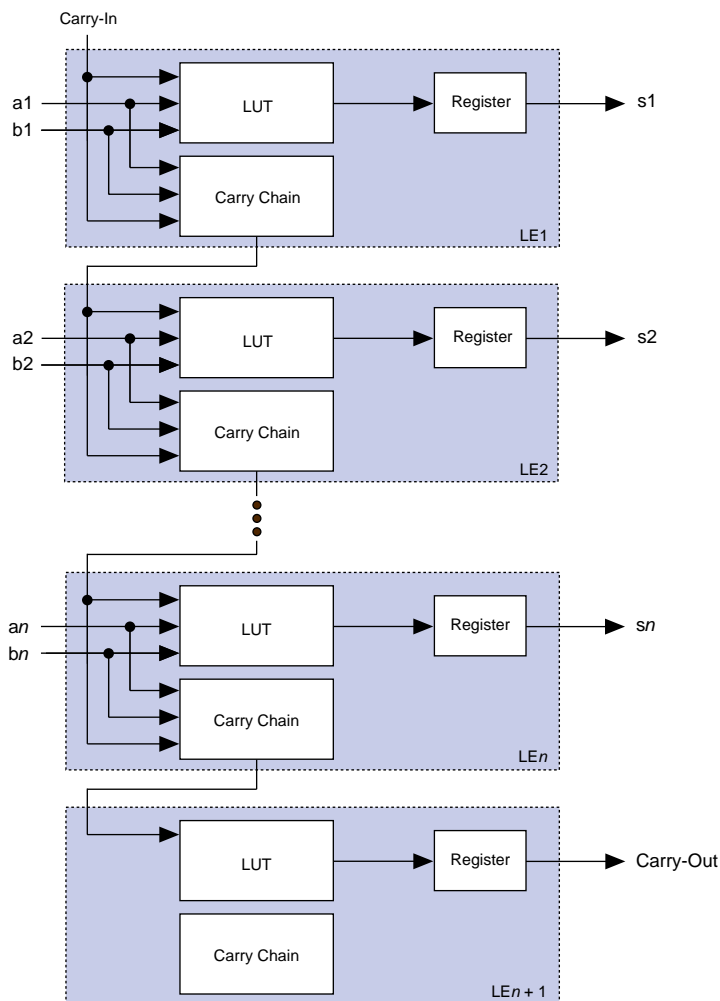 Carry-In
a1
b1
LUT
Register
s1
Carry Chain
LE1
a2
b2
LUT
Register
s2
Carry Chain
LE2
an
bn
LUT
Register
sn
Carry Chain
LEn
LUT
Register
Carry-Out
Carry Chain
LEn + 1